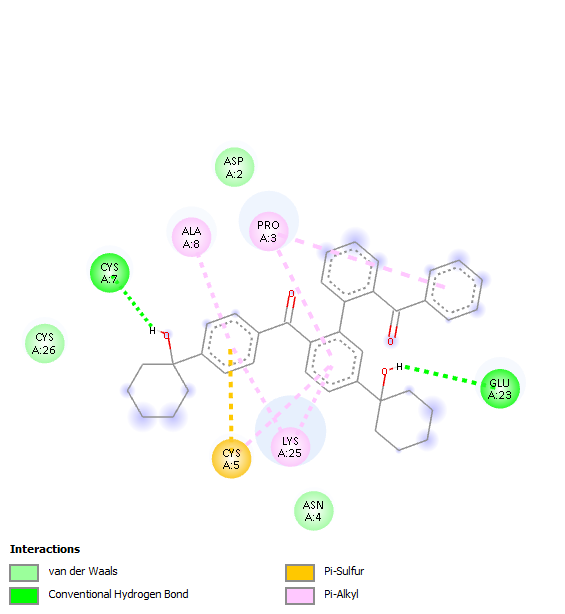 ASP
A:2
ALA
A:8
PRO
A:3
CYS
A:7
O
H
O
CYS
A:26
O
O
H
GLU
A:23
LYS
A:25
CYS
A:5
ASN
A:4
Interactions
van der Waals
Conventional Hydrogen Bond
Pi-Sulfur
Pi-Alkyl